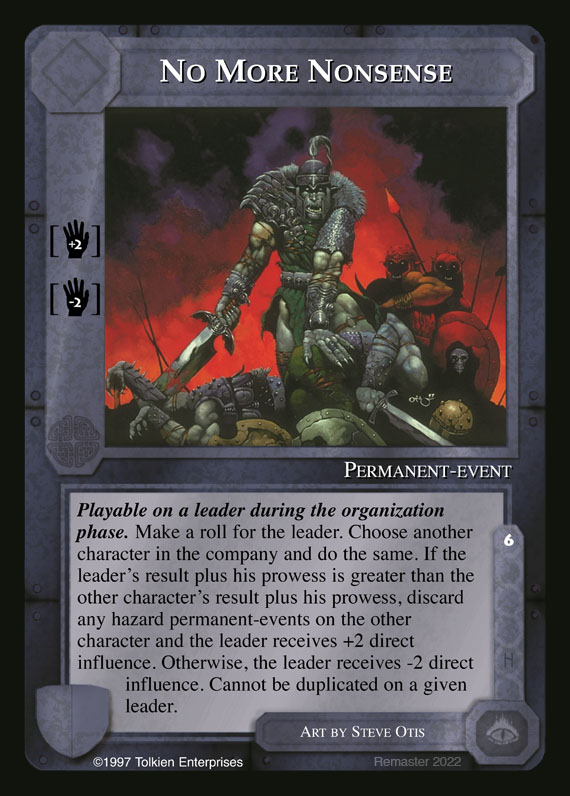 No More Nonsense
[+2]
[-2]
Otis
Permanent-event
Playable on a leader during the organization
phase. Make a roll for the leader. Choose another
character in the company and do the same. If the
leader's result plus his prowess is greater than the
other character's result plus his prowess, discard
any hazard permanent-events on the other
character and the leader receives +2 direct
influence. Otherwise, the leader receives -2 direct
influence. Cannot be duplicated on a given
leader.
6
H
Art by Steve Otis
©1997 Tolkien Enterprises
Remaster 2022